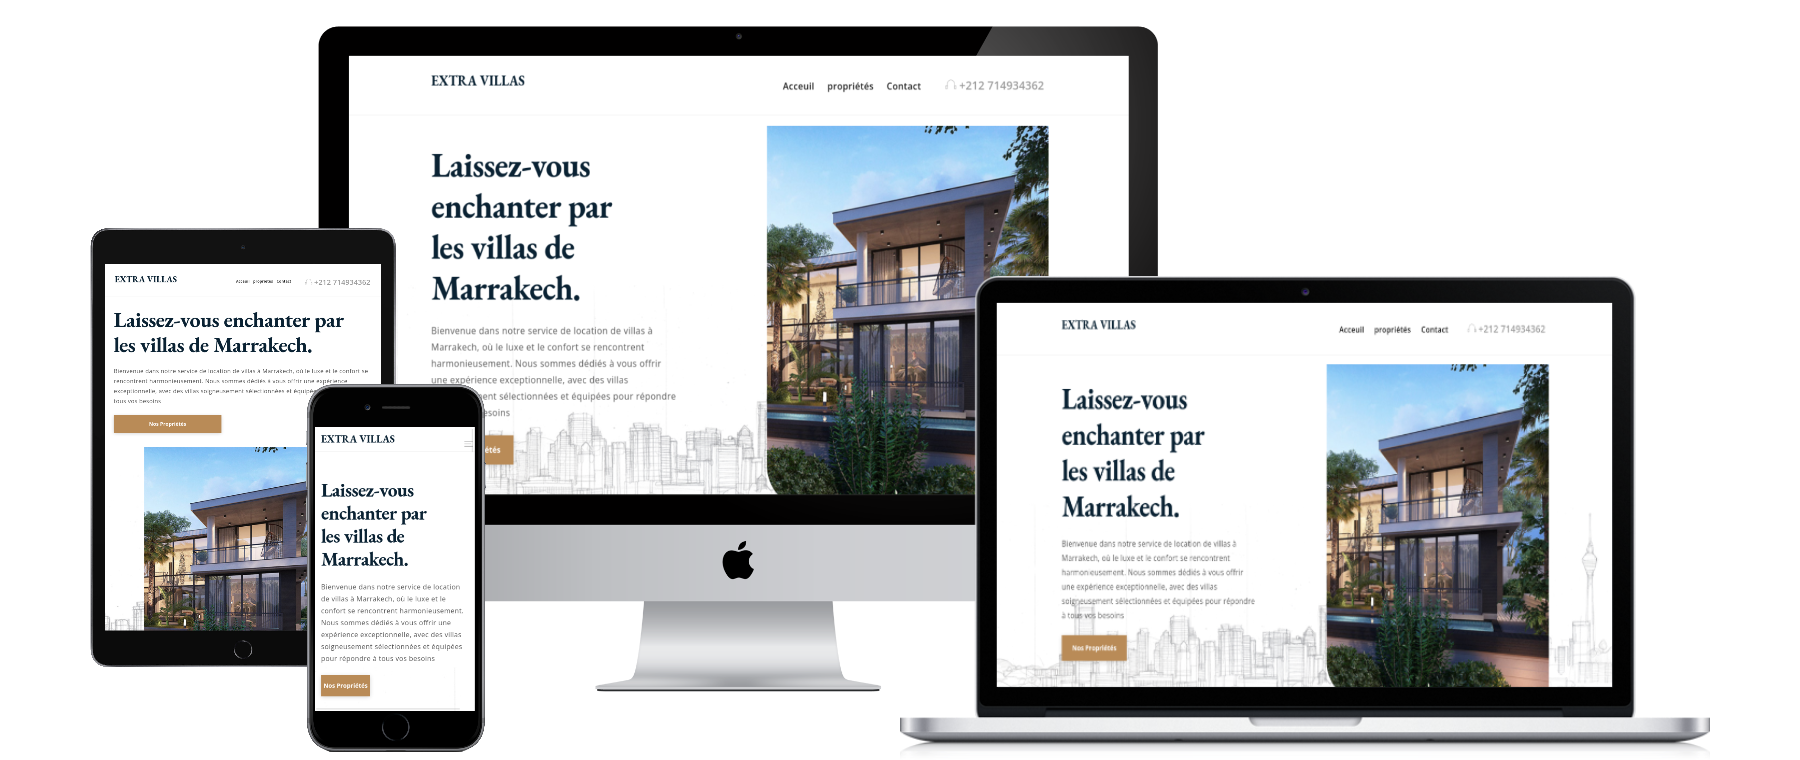 EXTRA VILLAS
Acceuil propriétés Contact +212 714934362
Laissez-vous
enchanter par
les villas de
Marrakech.
Bienvenue dans notre service de location de villas à
Marrakech, où le luxe et le confort se rencontrent
harmonieusement. Nous sommes dédiés à vous offrir
une expérience exceptionnelle, avec des villas
ment sélectionnées et équipées pour répondre
esoins
étés
EXTRA VILLAS
Acceuil propriétés Contact +212 714934362
Laissez-vous enchanter par
les villas de Marrakech.
Bienvenue dans notre service de location de villas à Marrakech, où le luxe et le confort se
rencontrent harmonieusement. Nous sommes dédiés à vous offrir une expérience
exceptionnelle, avec des villas soigneusement sélectionnées et équipées
tous vos besoins
Nos Propriétés
EXTRA VILLAS
Laissez-vous
enchanter par
les villas de
Marrakech.
Bienvenue dans notre service de location
de villas à Marrakech, où le luxe et le
confort se rencontrent harmonieusement.
Nous sommes dédiés à vous offrir une
expérience exceptionnelle, avec des villas
soigneusement sélectionnées et équipées
pour répondre à tous vos besoins
Nos Propriétés
EXTRA VILLAS
Acceuil propriétés Contact +212 714934362
Laissez-vous
enchanter par
les villas de
Marrakech.
Bienvenue dans notre service de location de villas à
Marrakech, où le luxe et le confort se rencontrent
harmonieusement. Nous sommes dédiés à vous offrir
une expérience exceptionnelle, avec des villas
soigneusement sélectionnées et équipées pour répondre
à tous vos besoins
Nos Propriétés